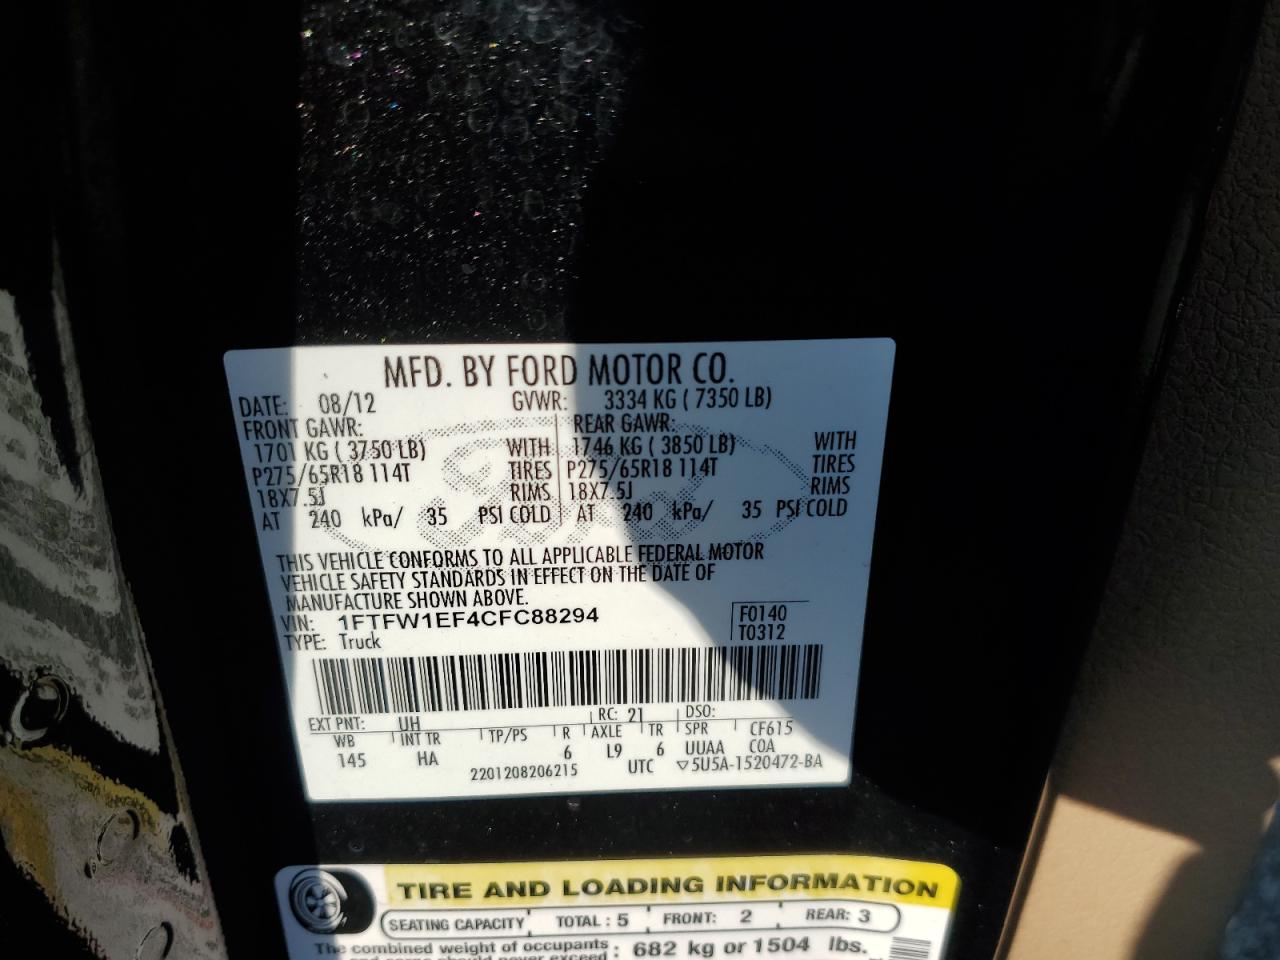 MFD. BY FORD MOTOR CO.
DATE: 08/12 GVWR: 3334 KG ( 7350 LB)
FRONT GAWR: REAR GAWR:
1701 KG ( 3750 LB) WITH 1746 KG ( 3850 LB) WITH
P275/65R18 114T TIRES P275/65R18 114T TIRES
18X7.5J RIMS 18X7.5J RIMS
AT 240 kPa/ 35 PSI COLD AT 240 kPa/ 35 PSI COLD
THIS VEHICLE CONFORMS TO ALL APPLICABLE FEDERAL MOTOR
VEHICLE SAFETY STANDARDS IN EFFECT ON THE DATE OF
MANUFACTURE SHOWN ABOVE.
VIN: 1FTFW1EF4CFC88294 F0140
TYPE: Truck T0312
EXT PNT: UH RC: 21 DSO:
WB INT TR TP/PS R AXLE TR SPR CF615
145 HA 6 L9 6 UUAA COA
2201208206215 UTC ▽5U5A-1520472-BA
TIRE AND LOADING INFORMATION
SEATING CAPACITY TOTAL : 5 FRONT: 2 REAR: 3
The combined weight of occupants : 682 kg or 1504 lbs.
and cargo should never exceed